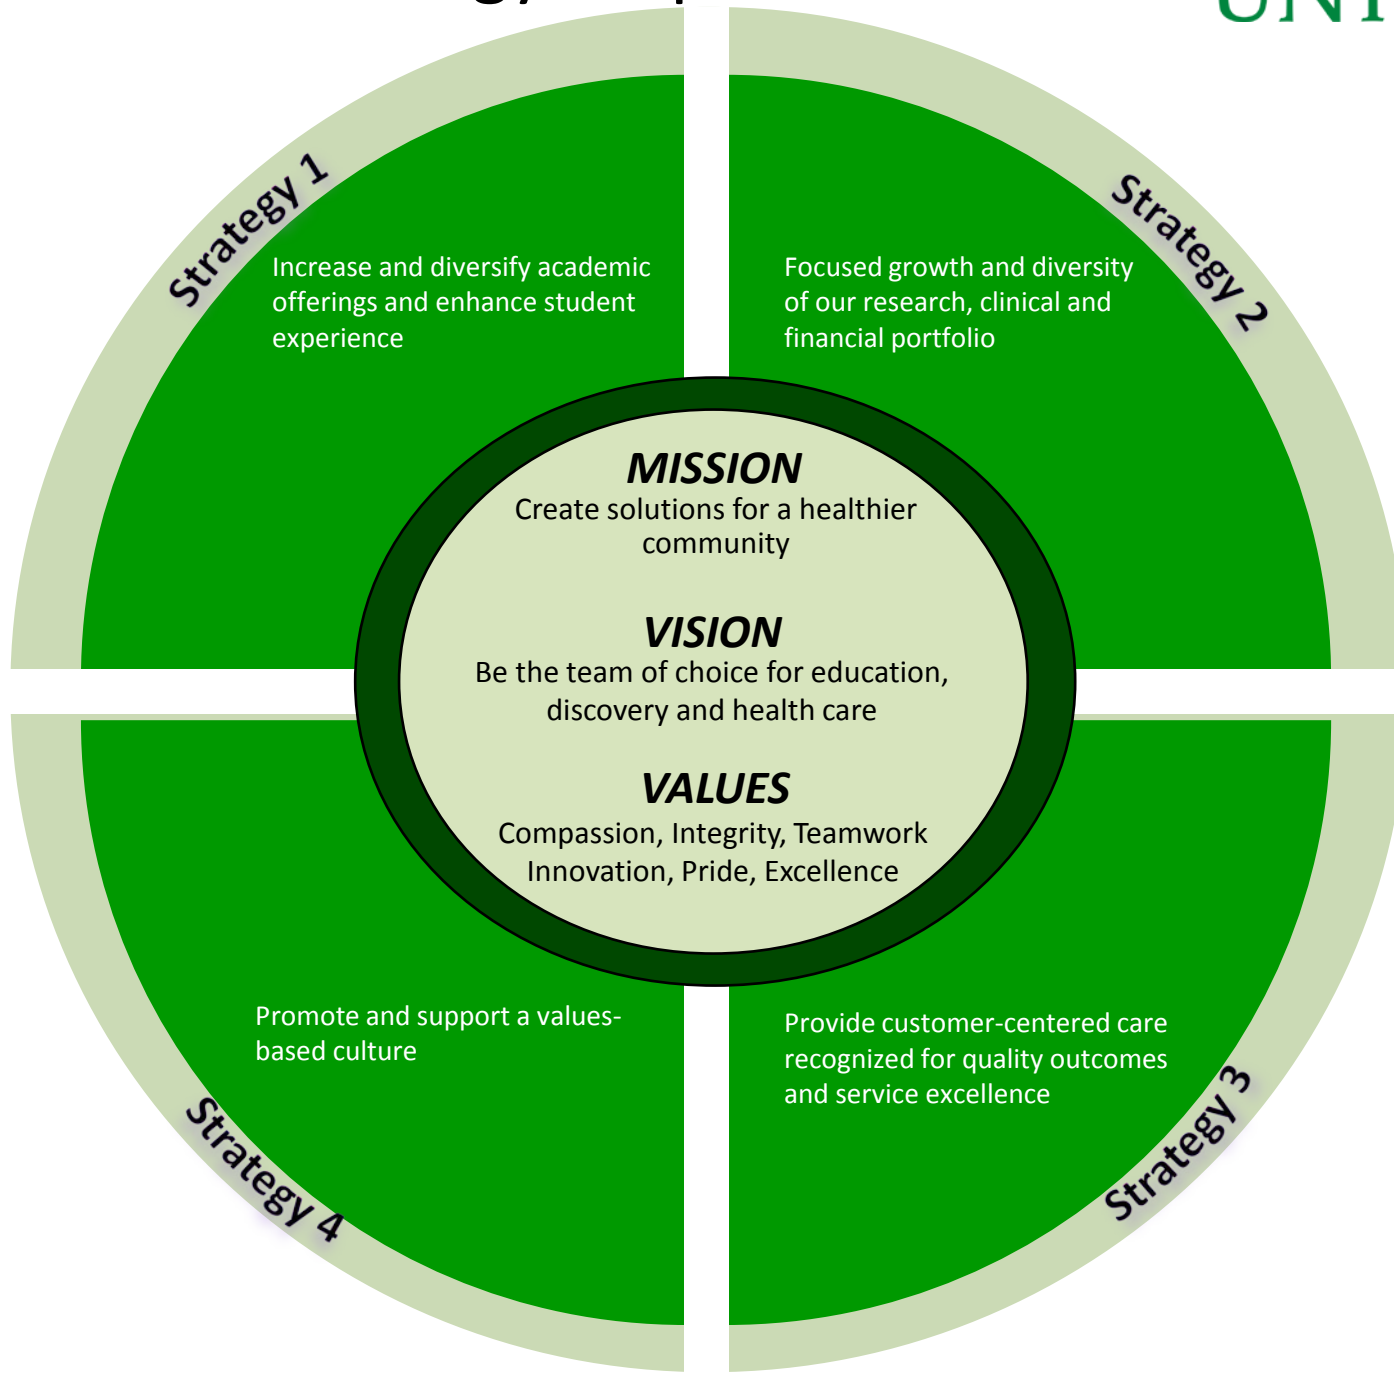 UNI
Strategy 1
Increase and diversify academic
offerings and enhance student
experience
Strategy 2
Focused growth and diversity
of our research, clinical and
financial portfolio
MISSION
Create solutions for a healthier
community
VISION
Be the team of choice for education,
discovery and health care
VALUES
Compassion, Integrity, Teamwork
Innovation, Pride, Excellence
Promote and support a values-
based culture
Strategy 4
Provide customer-centered care
recognized for quality outcomes
and service excellence
Strategy 3